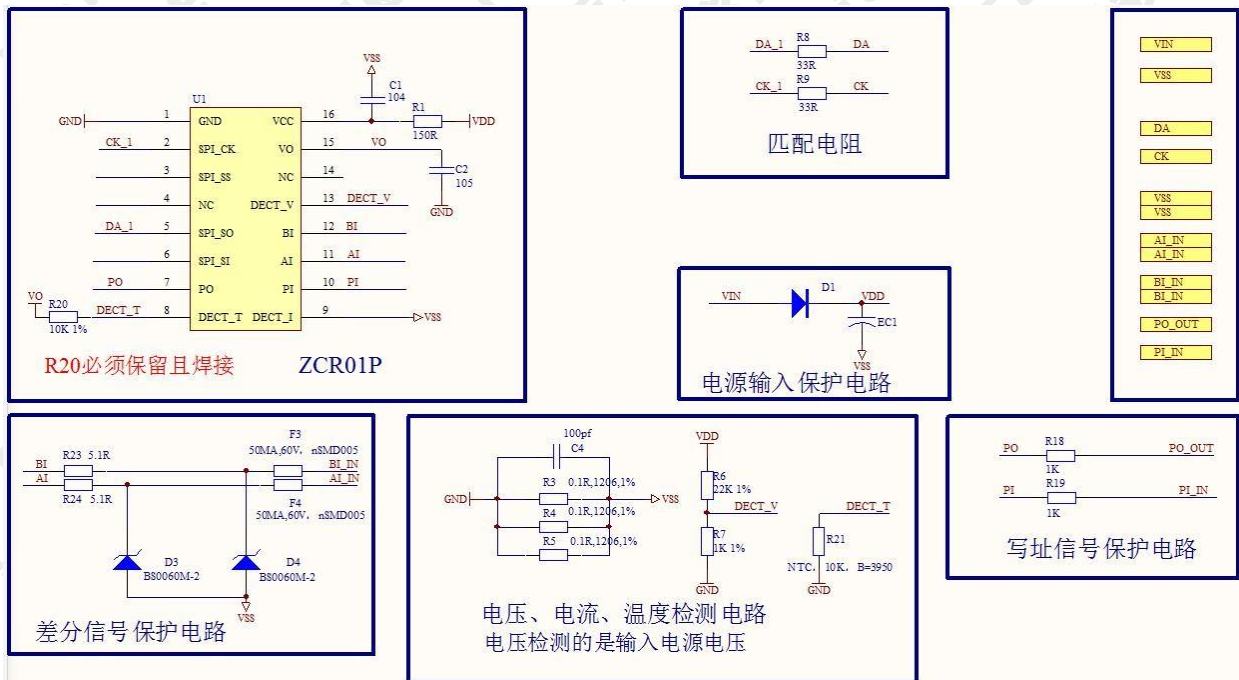 VSS
C1
104
U1
R1
GND
1
GND
VCC
16
150R
VDD
CK_1
2
SPI_CK
VO
15
VO
3
SPI_SS
NC
14
C2
105
4
NC
DECT_V
13
DECT_V
GND
DA_1
5
SPI_SO
BI
12
BI
6
SPI_SI
AI
11
AI
PO
7
PO
PI
10
PI
VO
R20
10K 1%
DECT_T
8
DECT_T
DECT_I
9
VSS
R20必须保留且焊接
ZCR01P
DA_1
R8
33R
DA
CK_1
R9
33R
CK
匹配电阻
VIN
D1
VDD
EC1
VSS
电源输入保护电路
VIN
VSS
DA
CK
VSS
VSS
AI_IN
AI_IN
BI_IN
BI_IN
PO_OUT
PI_IN
F3
50MA,60V，nSMD005
BI
R23 5.1R
BI_IN
AI
R24 5.1R
AI_IN
F4
50MA,60V，nSMD005
D3
BS0060M-2
D4
BS0060M-2
VSS
差分信号保护电路
100pf
C4
GND
R3 0.1R,1206,1%
VSS
R4 0.1R,1206,1%
R5 0.1R,1206,1%
VDD
R6
22K 1%
DECT_V
R7
1K 1%
GND
DECT_T
R21
NTC，10K，B=3950
GND
电压、电流、温度检测电路
电压检测的是输入电源电压
PO
R18
1K
PO_OUT
PI
R19
1K
PI_IN
写址信号保护电路